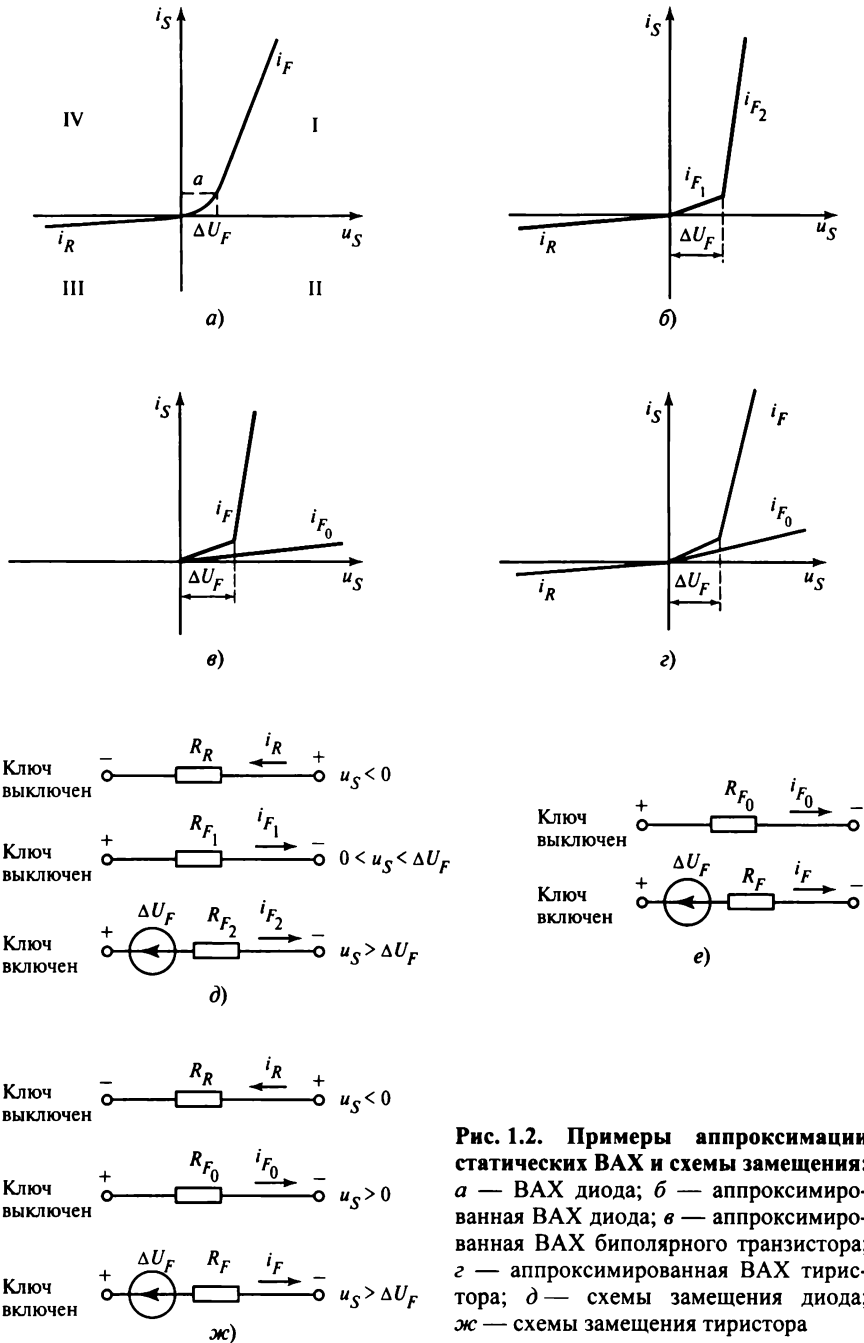 i_S
i_F
IV
I
a
i_R
ΔU_F
u_S
III
II
а)
i_S
i_F2
i_F1
i_R
ΔU_F
u_S
б)
i_S
i_F
i_F0
ΔU_F
u_S
в)
i_S
i_F
i_F0
i_R
ΔU_F
u_S
г)
Ключ
выключен
− R_R i_R + u_S < 0
Ключ
выключен
+ R_F1 i_F1 − 0 < u_S < ΔU_F
Ключ
включен
+ ΔU_F R_F2 i_F2 − u_S > ΔU_F
д)
Ключ
выключен
+ R_F0 i_F0 −
Ключ
включен
+ ΔU_F R_F i_F −
е)
Ключ
выключен
− R_R i_R + u_S < 0
Ключ
выключен
+ R_F0 i_F0 − u_S > 0
Ключ
включен
+ ΔU_F R_F i_F − u_S > ΔU_F
ж)
Рис. 1.2. Примеры аппроксимации
статических ВАХ и схемы замещения:
а — ВАХ диода; б — аппроксимиро-
ванная ВАХ диода; в — аппроксимиро-
ванная ВАХ биполярного транзистора;
г — аппроксимированная ВАХ тирис-
тора; д — схемы замещения диода;
ж — схемы замещения тиристора